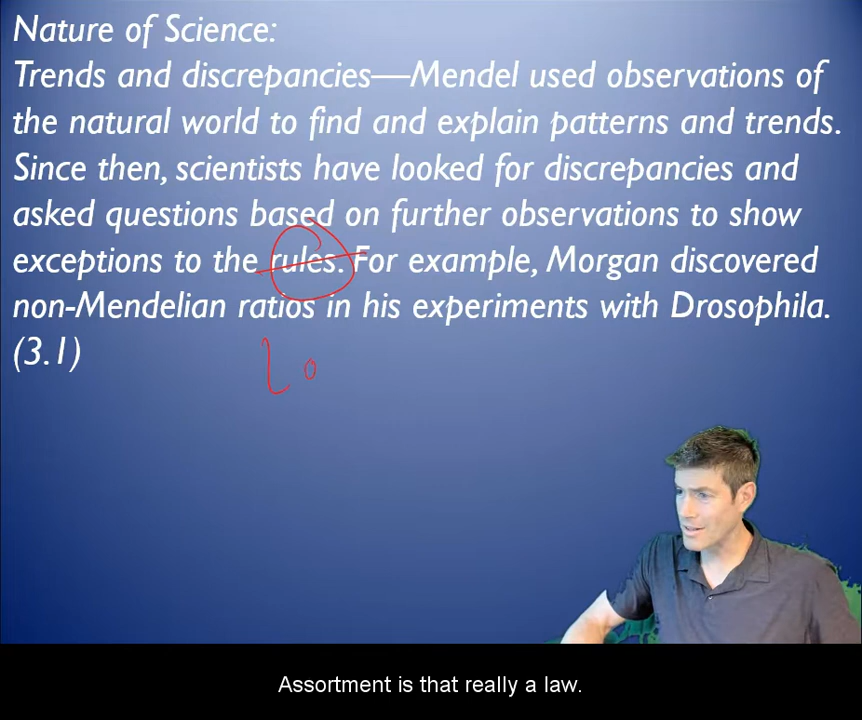 Nature of Science:
Trends and discrepancies—Mendel used observations of
the natural world to find and explain patterns and trends.
Since then, scientists have looked for discrepancies and
asked questions based on further observations to show
exceptions to the rules. For example, Morgan discovered
non-Mendelian ratios in his experiments with Drosophila.
(3.1)
Lo
Assortment is that really a law.